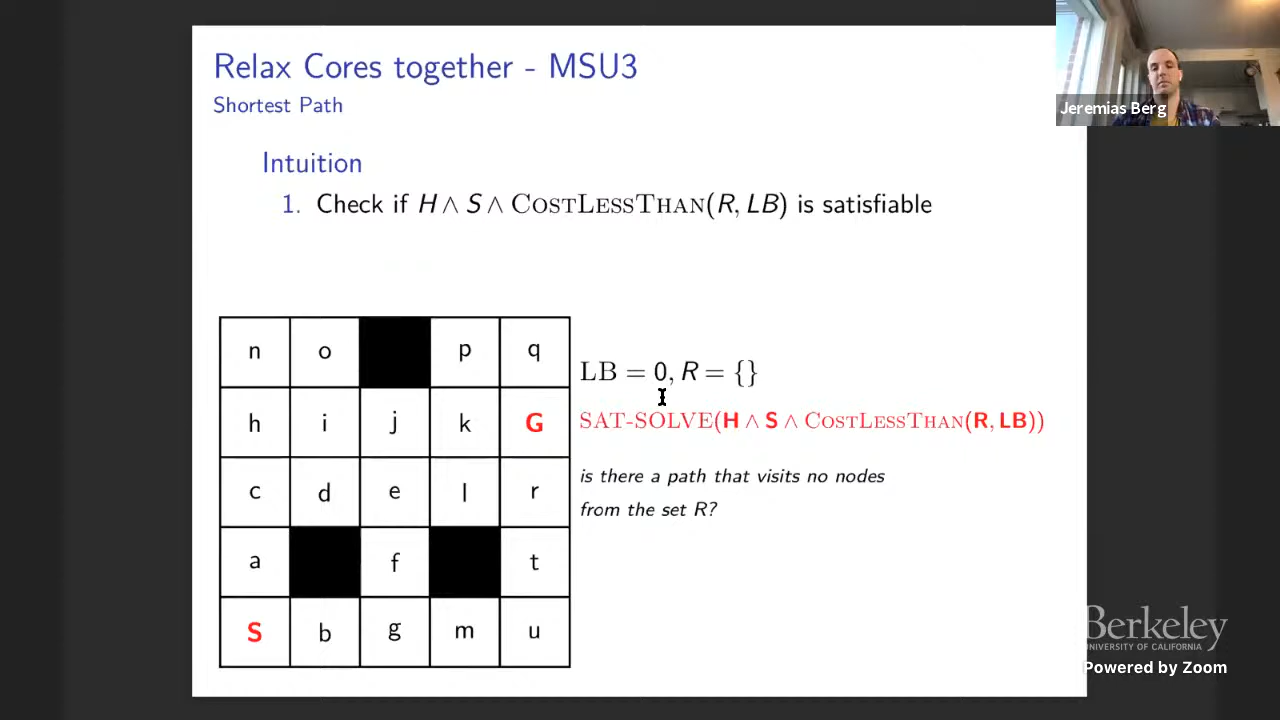 Relax Cores together - MSU3
Shortest Path
Jeremias Berg
Intuition
1. Check if H ∧ S ∧ COSTLESSTHAN(R, LB) is satisfiable
n o p q
h i j k G
c d e l r
a f t
S b g m u
LB = 0, R = {}
SAT-SOLVE(H ∧ S ∧ COSTLESSTHAN(R, LB))
is there a path that visits no nodes
from the set R?
Berkeley
UNIVERSITY OF CALIFORNIA
Powered by Zoom